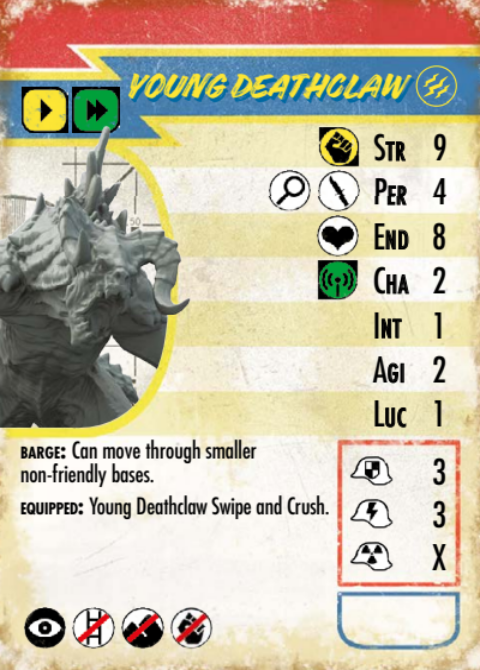 YOUNG DEATHCLAW
STR 9
PER 4
END 8
CHA 2
INT 1
AGI 2
LUC 1
50
BARGE: Can move through smaller
non-friendly bases.
EQUIPPED: Young Deathclaw Swipe and Crush.
3
3
X